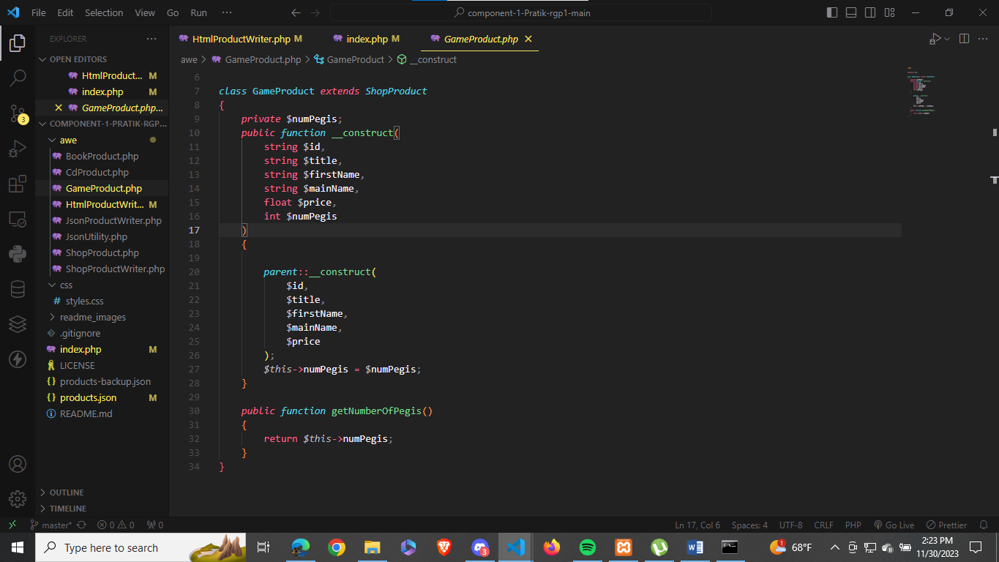 File Edit Selection View Go Run ··· component-1-Pratik-rgp1-main
EXPLORER ···
OPEN EDITORS
HtmlProduct... M
index.php M
GameProduct.php...
COMPONENT-1-PRATIK-RGP...
awe
BookProduct.php
CdProduct.php
GameProduct.php
HtmlProductWrit... M
JsonProductWriter.php
JsonUtility.php
ShopProduct.php
ShopProductWriter.php
css
# styles.css
readme_images
.gitignore
index.php M
LICENSE
{} products-backup.json
{} products.json M
README.md
OUTLINE
TIMELINE
3
HtmlProductWriter.php M index.php M GameProduct.php
awe > GameProduct.php > GameProduct > __construct
6
7 class GameProduct extends ShopProduct
8 {
9 private $numPegis;
10 public function __construct(
11 string $id,
12 string $title,
13 string $firstName,
14 string $mainName,
15 float $price,
16 int $numPegis
17 )
18 {
19
20 parent::__construct(
21 $id,
22 $title,
23 $firstName,
24 $mainName,
25 $price
26 );
27 $this->numPegis = $numPegis;
28 }
29
30 public function getNumberOfPegis()
31 {
32 return $this->numPegis;
33 }
34 }
master* 0 0 0 Ln 17, Col 6 Spaces: 4 UTF-8 CRLF PHP Go Live Prettier
Type here to search 3 1 68°F 2:23 PM
11/30/2023